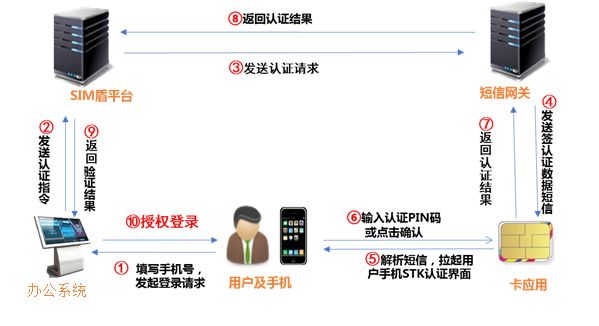 ⑧返回认证结果
③发送认证请求
SIM盾平台
短信网关
②发送认证指令
⑨返回验证结果
⑦返回认证结果
④发送签认证数据短信
⑩授权登录
⑥输入认证PIN码
或点击确认
① 填写手机号，
发起登录请求
⑤解析短信，拉起用
户手机STK认证界面
办公系统
用户及手机
卡应用